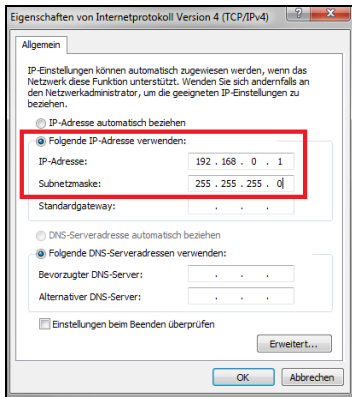 Eigenschaften von Internetprotokoll Version 4 (TCP/IPv4)
Allgemein
IP-Einstellungen können automatisch zugewiesen werden, wenn das
Netzwerk diese Funktion unterstützt. Wenden Sie sich andernfalls an
den Netzwerkadministrator, um die geeigneten IP-Einstellungen zu
beziehen.
IP-Adresse automatisch beziehen
Folgende IP-Adresse verwenden:
IP-Adresse: 192 . 168 . 0 . 1
Subnetzmaske: 255 . 255 . 255 . 0
Standardgateway: . . .
DNS-Serveradresse automatisch beziehen
Folgende DNS-Serveradressen verwenden:
Bevorzugter DNS-Server: . . .
Alternativer DNS-Server: . . .
Einstellungen beim Beenden überprüfen
Erweitert...
OK Abbrechen